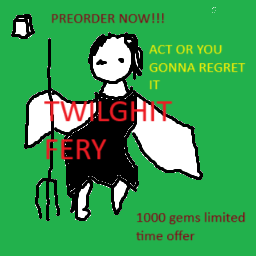 PREORDER NOW!!!
ACT OR YOU
GONNA REGRET
IT
TWILGHIT
FERY
1000 gems limited
time offer